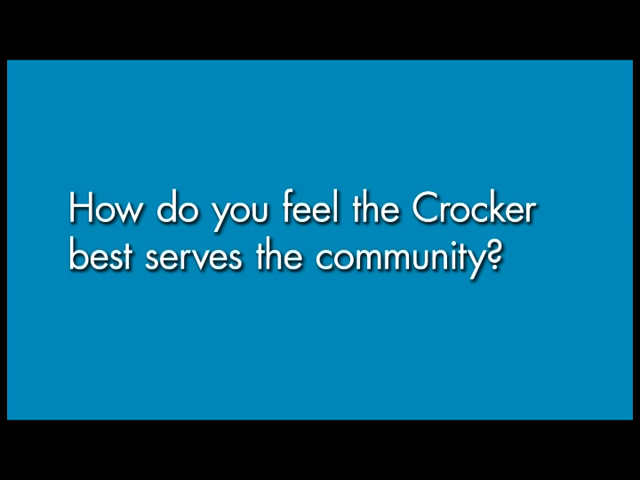 How do you feel the Crocker
best serves the community?